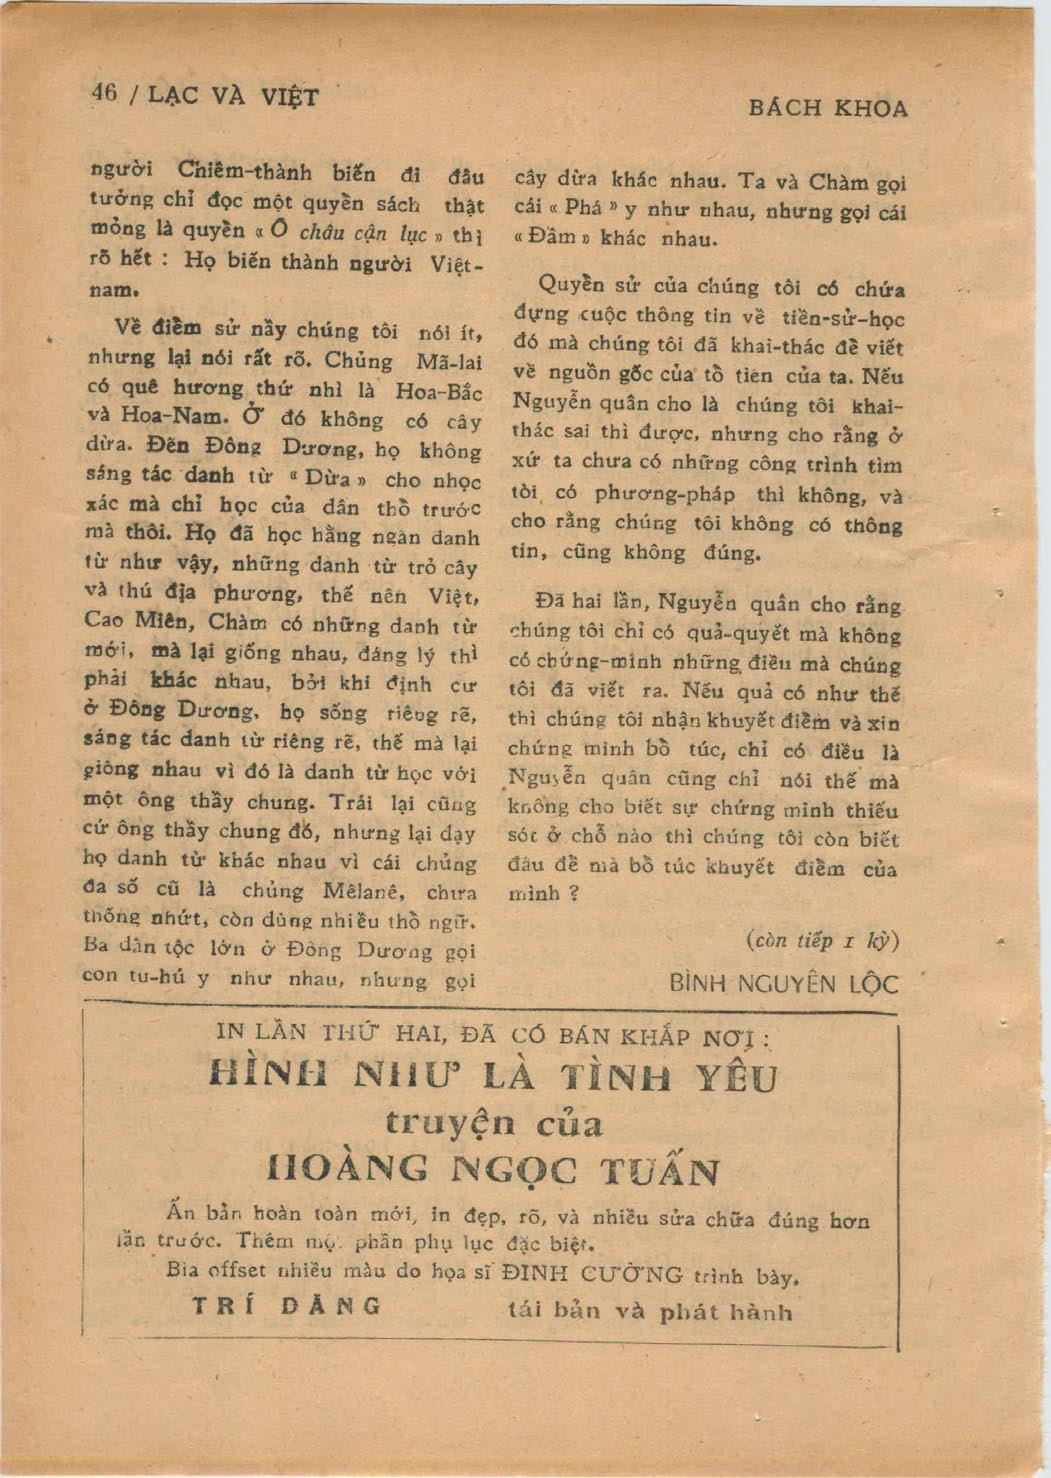 46 / LẠC VÀ VIỆT
BÁCH KHOA
người Chiêm-thành biến đi đâu
tưởng chỉ đọc một quyền sách thật
mỏng là quyền « Ô châu cận lục » thì
rõ hết : Họ biến thành người Việt-
nam.
Về điềm sử nầy chúng tôi nói ít,
nhưng lại nói rất rõ. Chủng Mã-lai
có quê hương thứ nhì là Hoa-Bắc
và Hoa-Nam. Ở đó không có cây
dừa. Đến Đông Dương, họ không
sáng tác danh từ « Dừa » cho nhọc
xác mà chỉ học của dân thồ trước
mà thôi. Họ đã học hằng ngàn danh
từ như vậy, những danh từ trỏ cây
và thú địa phương, thế nên Việt,
Cao Miên, Chàm có những danh từ
mới, mà lại giống nhau, đáng lý thì
phải khác nhau, bởi khi định cư
ở Đông Dương, họ sống riêng rẽ,
sáng tác danh từ riêng rẽ, thế mà lại
giông nhau vì đó là danh từ học với
một ông thầy chung. Trái lại cũng
cứ ông thầy chung đó, nhưng lại dạy
họ danh từ khác nhau vì cái chủng
đa số cũ là chủng Mêlanê, chưa
thống nhứt, còn dùng nhiều thồ ngữ.
Ba dân tộc lớn ở Đông Dương gọi
con tu-hú y như nhau, nhưng gọi
cây dừa khác nhau. Ta và Chàm gọi
cái « Phá » y như nhau, nhưng gọi cái
« Đầm » khác nhau.
Quyền sử của chúng tôi có chứa
đựng cuộc thông tin về tiền-sử-học
đó mà chúng tôi đã khai-thác đề viết
về nguồn gốc của tồ tiên của ta. Nếu
Nguyễn quân cho là chúng tôi khai-
thác sai thì được, nhưng cho rằng ở
xứ ta chưa có những công trình tìm
tòi có phương-pháp thì không, và
cho rằng chúng tôi không có thông
tin, cũng không đúng.
Đã hai lần, Nguyễn quân cho rằng
chúng tôi chỉ có quả-quyết mà không
có chứng-minh những điều mà chúng
tôi đã viết ra. Nếu quả có như thế
thì chúng tôi nhận khuyết điềm và xin
chứng minh bồ túc, chỉ có điều là
Nguyễn quân cũng chỉ nói thế mà
không cho biết sự chứng minh thiếu
sót ở chỗ nào thì chúng tôi còn biết
đâu đề mà bồ túc khuyết điềm của
mình ?
(còn tiếp 1 kỳ)
BÌNH NGUYÊN LỘC
IN LẦN THỨ HAI, ĐÃ CÓ BÁN KHẮP NƠI :
HÌNH NHƯ LÀ TÌNH YÊU
truyện của
HOÀNG NGỌC TUẤN
Ấn bản hoàn toàn mới, in đẹp, rõ, và nhiều sửa chữa đúng hơn
lần trước. Thêm một phần phụ lục đặc biệt.
Bìa offset nhiều màu do họa sĩ ĐINH CƯỜNG trình bày.
TRÍ ĐĂNG tái bản và phát hành